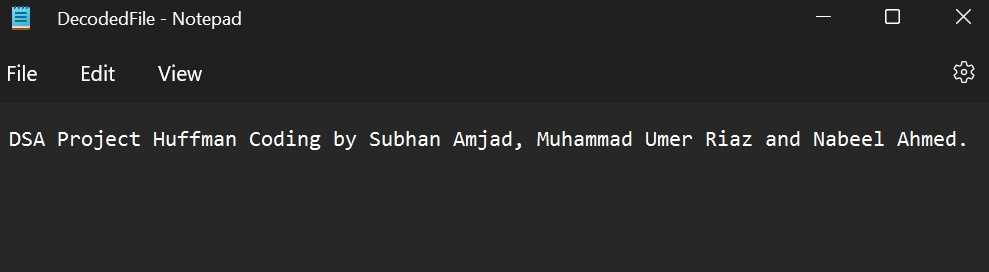 DecodedFile - Notepad
File Edit View
DSA Project Huffman Coding by Subhan Amjad, Muhammad Umer Riaz and Nabeel Ahmed.